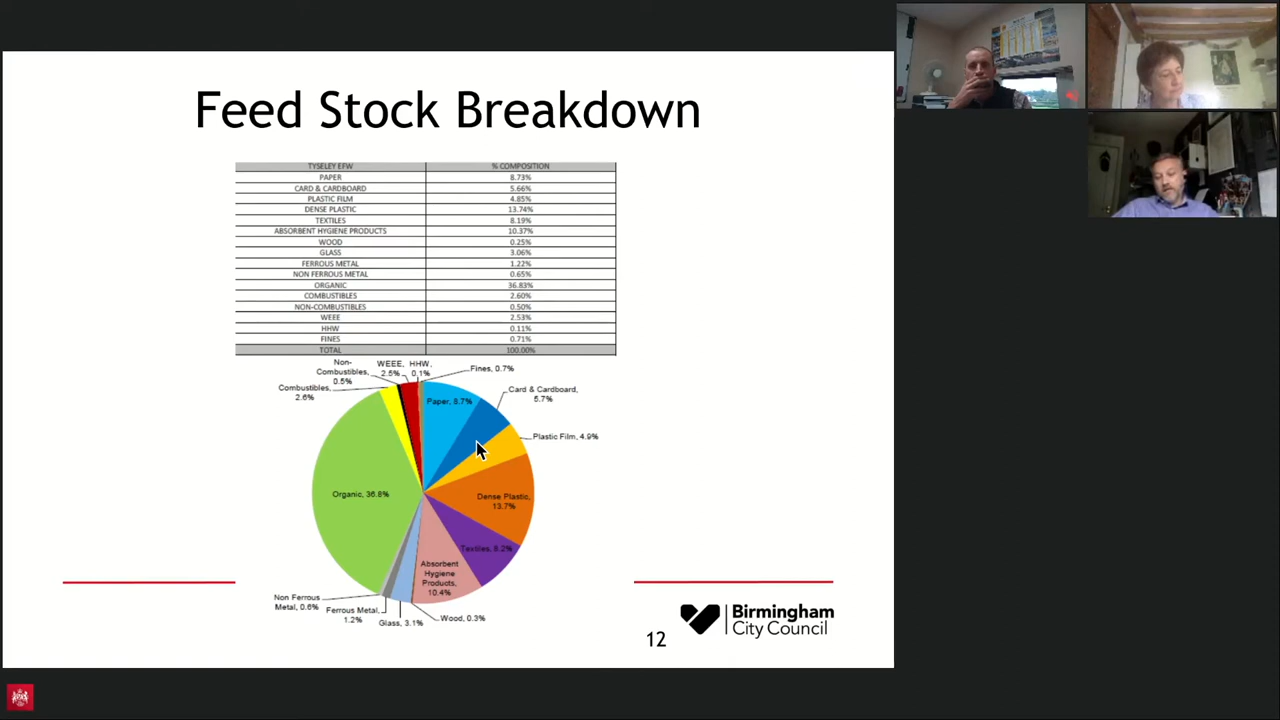 Feed Stock Breakdown
TYSELEY EFW % COMPOSITION
PAPER 8.73%
CARD & CARDBOARD 5.66%
PLASTIC FILM 4.85%
DENSE PLASTIC 13.74%
TEXTILES 8.19%
ABSORBENT HYGIENE PRODUCTS 10.37%
WOOD 0.25%
GLASS 3.06%
FERROUS METAL 1.22%
NON FERROUS METAL 0.65%
ORGANIC 36.83%
COMBUSTIBLES 2.60%
NON-COMBUSTIBLES 0.50%
WEEE 2.53%
HHW 0.11%
FINES 0.71%
TOTAL 100.00%
Non-
Combustibles,
0.5%
WEEE,
2.5%
HHW,
0.1%
Fines, 0.7%
Combustibles,
2.6%
Paper, 8.7%
Card & Cardboard,
5.7%
Plastic Film, 4.9%
Organic, 36.8%
Dense Plastic,
13.7%
Textiles, 8.2%
Absorbent
Hygiene
Products,
10.4%
Non Ferrous
Metal, 0.6%
Ferrous Metal,
1.2%
Glass, 3.1%
Wood, 0.3%
Birmingham
City Council
12